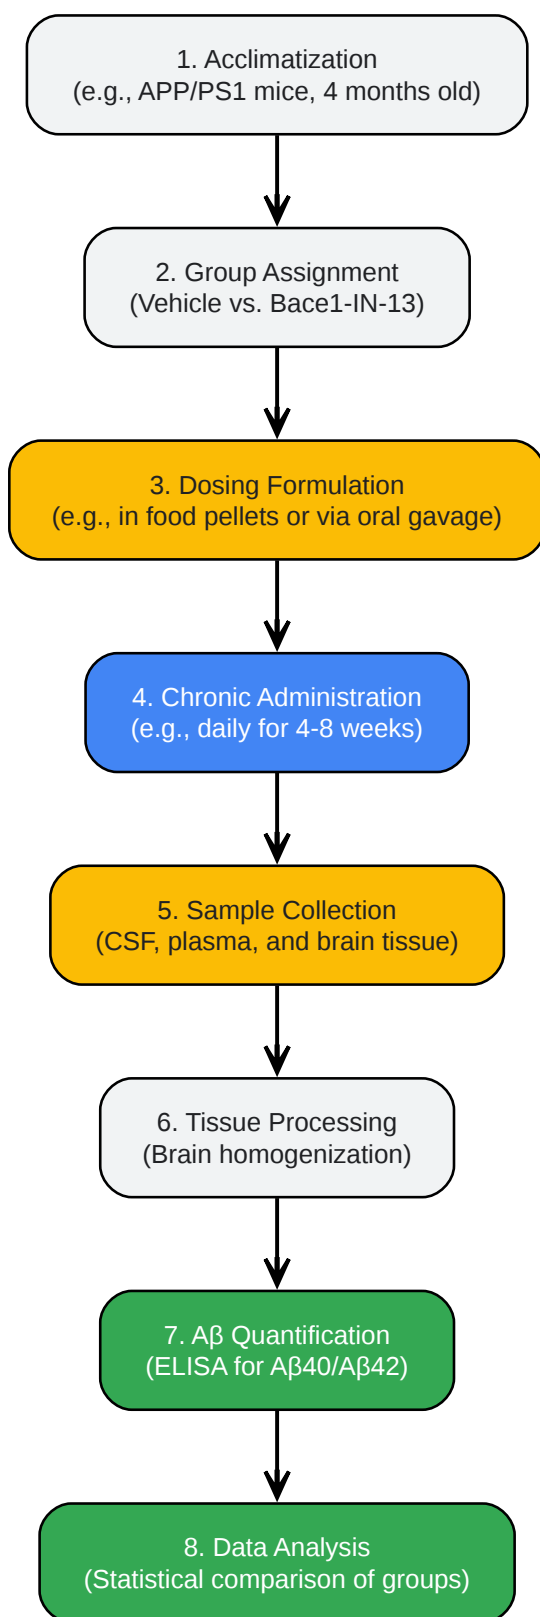 1. Acclimatization
(e.g., APP/PS1 mice, 4 months old)
2. Group Assignment
(Vehicle vs. Bace1-IN-13)
3. Dosing Formulation
(e.g., in food pellets or via oral gavage)
4. Chronic Administration
(e.g., daily for 4-8 weeks)
5. Sample Collection
(CSF, plasma, and brain tissue)
6. Tissue Processing
(Brain homogenization)
7. Aβ Quantification
(ELISA for Aβ40/Aβ42)
8. Data Analysis
(Statistical comparison of groups)